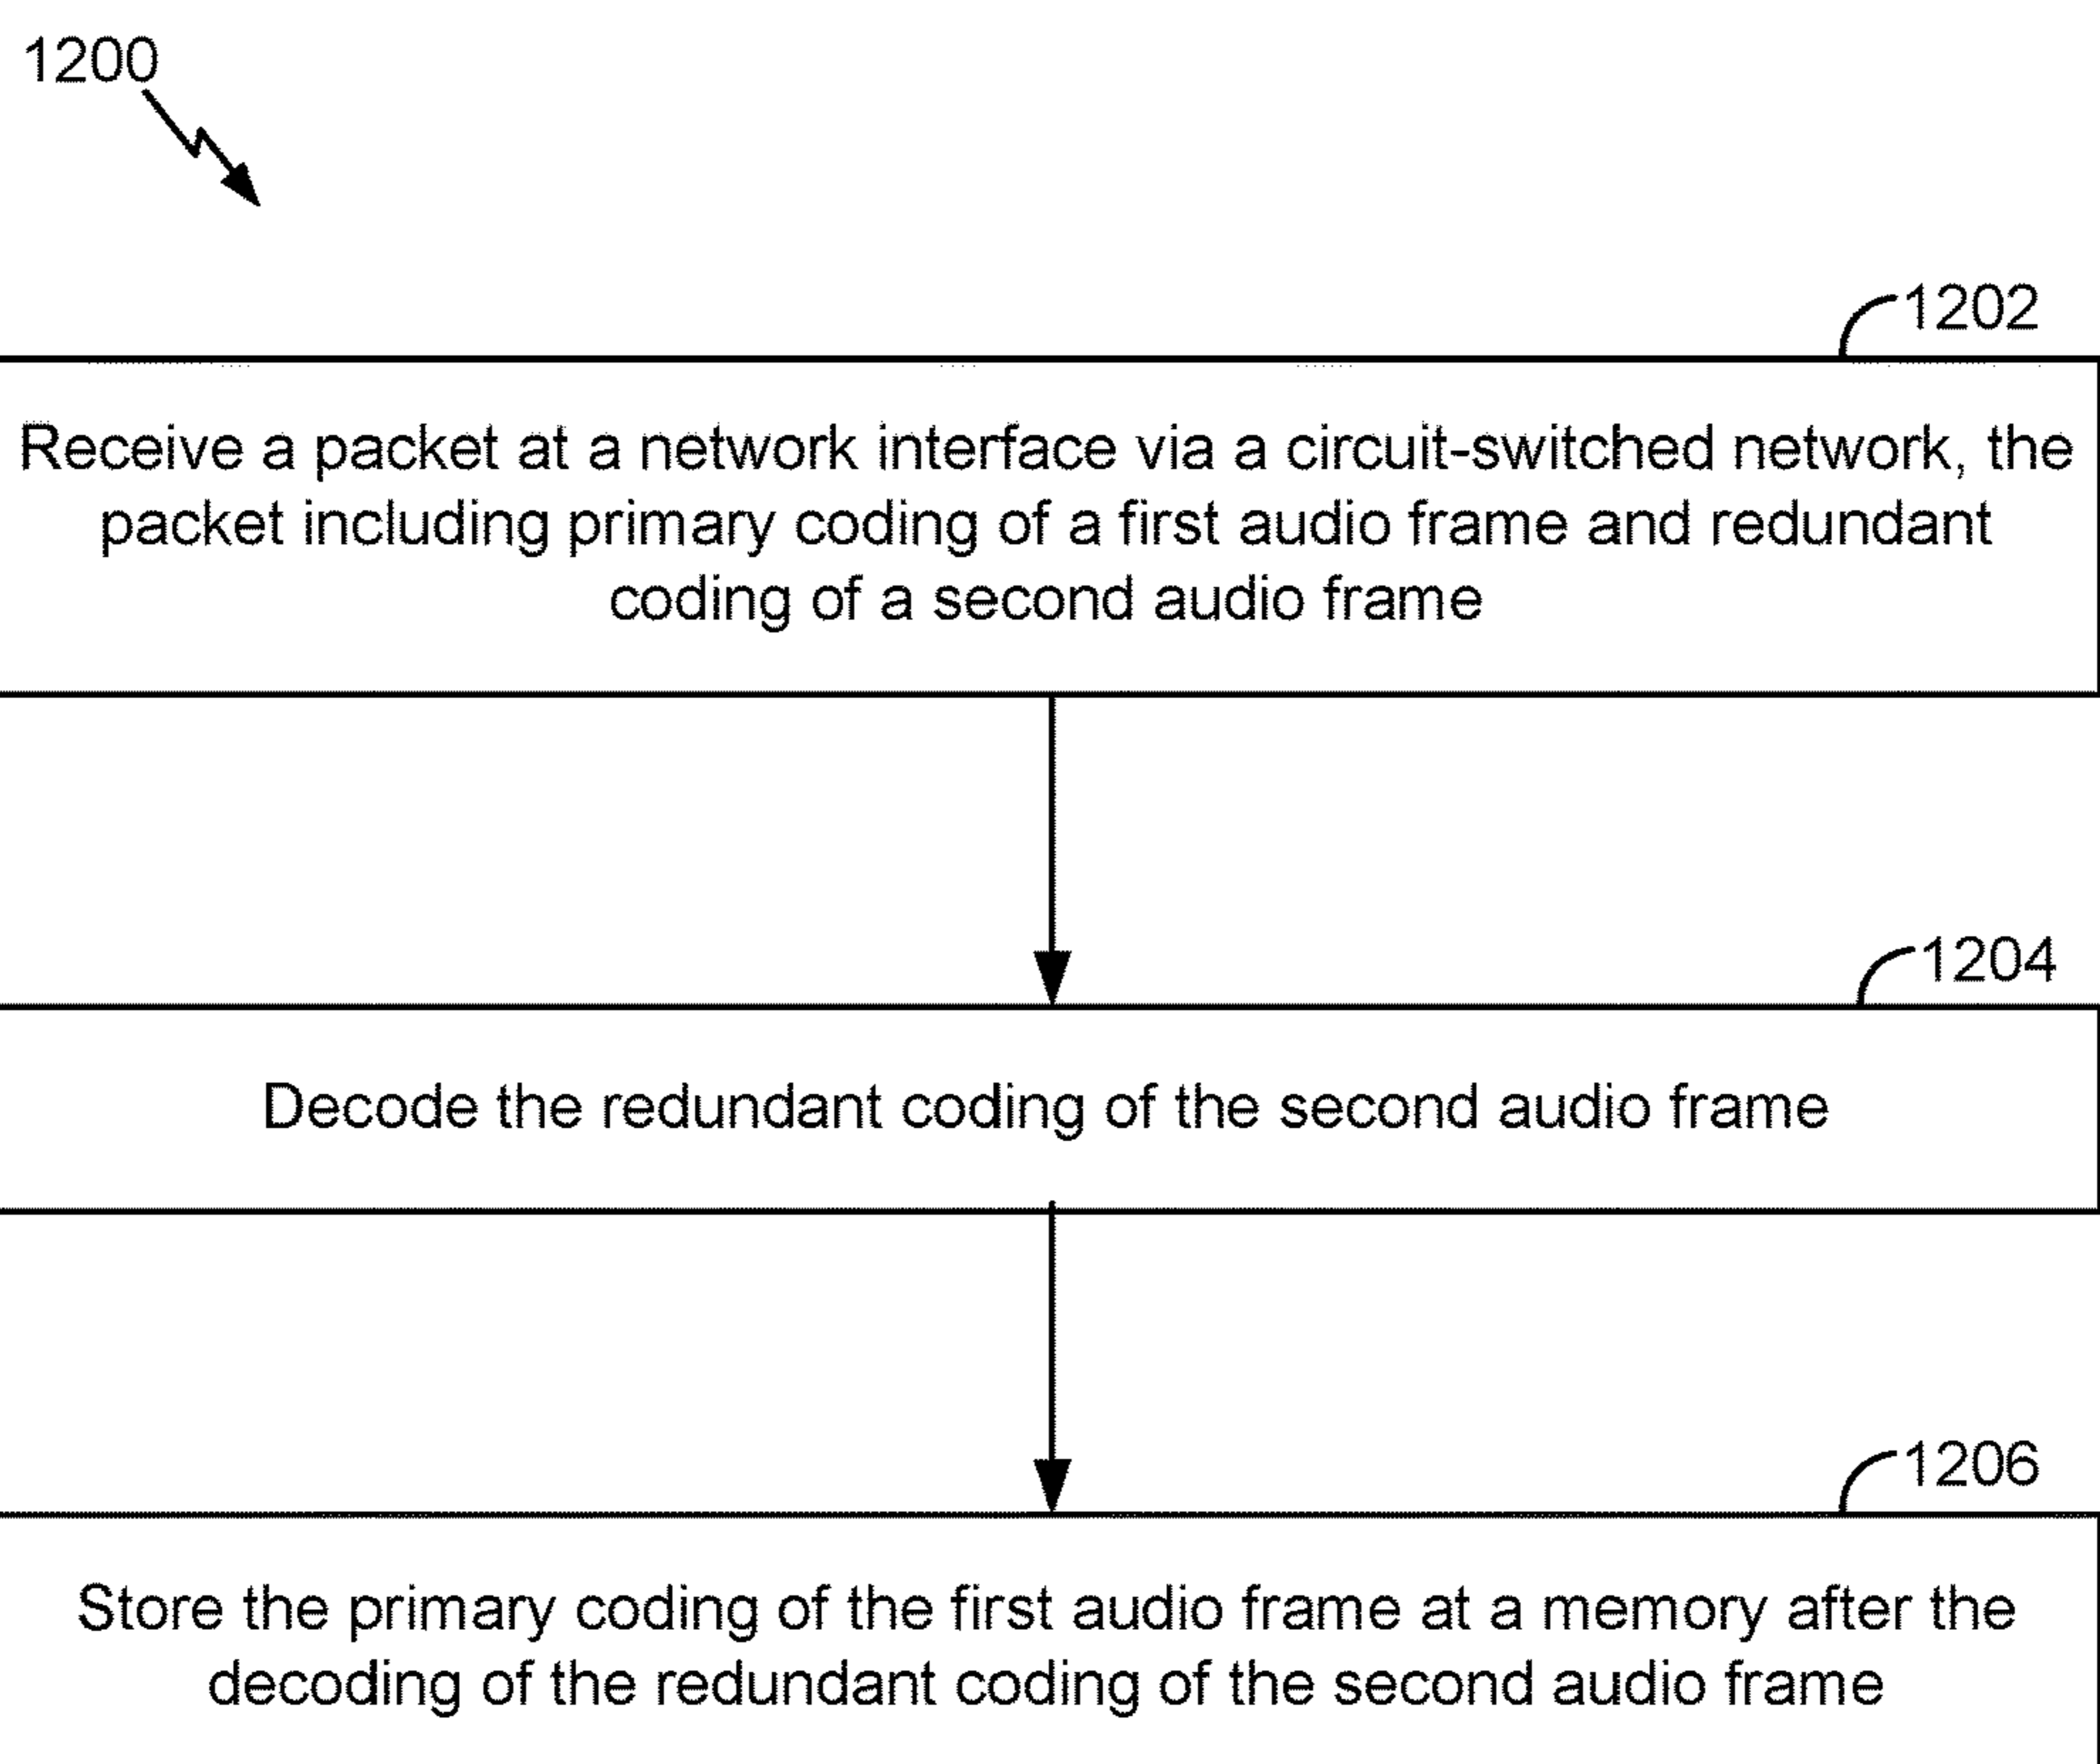 1200
1202
Receive a packet at a network interface via a circuit-switched network, the
packet including primary coding of a first audio frame and redundant
coding of a second audio frame
1204
Decode the redundant coding of the second audio frame
1206
Store the primary coding of the first audio frame at a memory after the
decoding of the redundant coding of the second audio frame